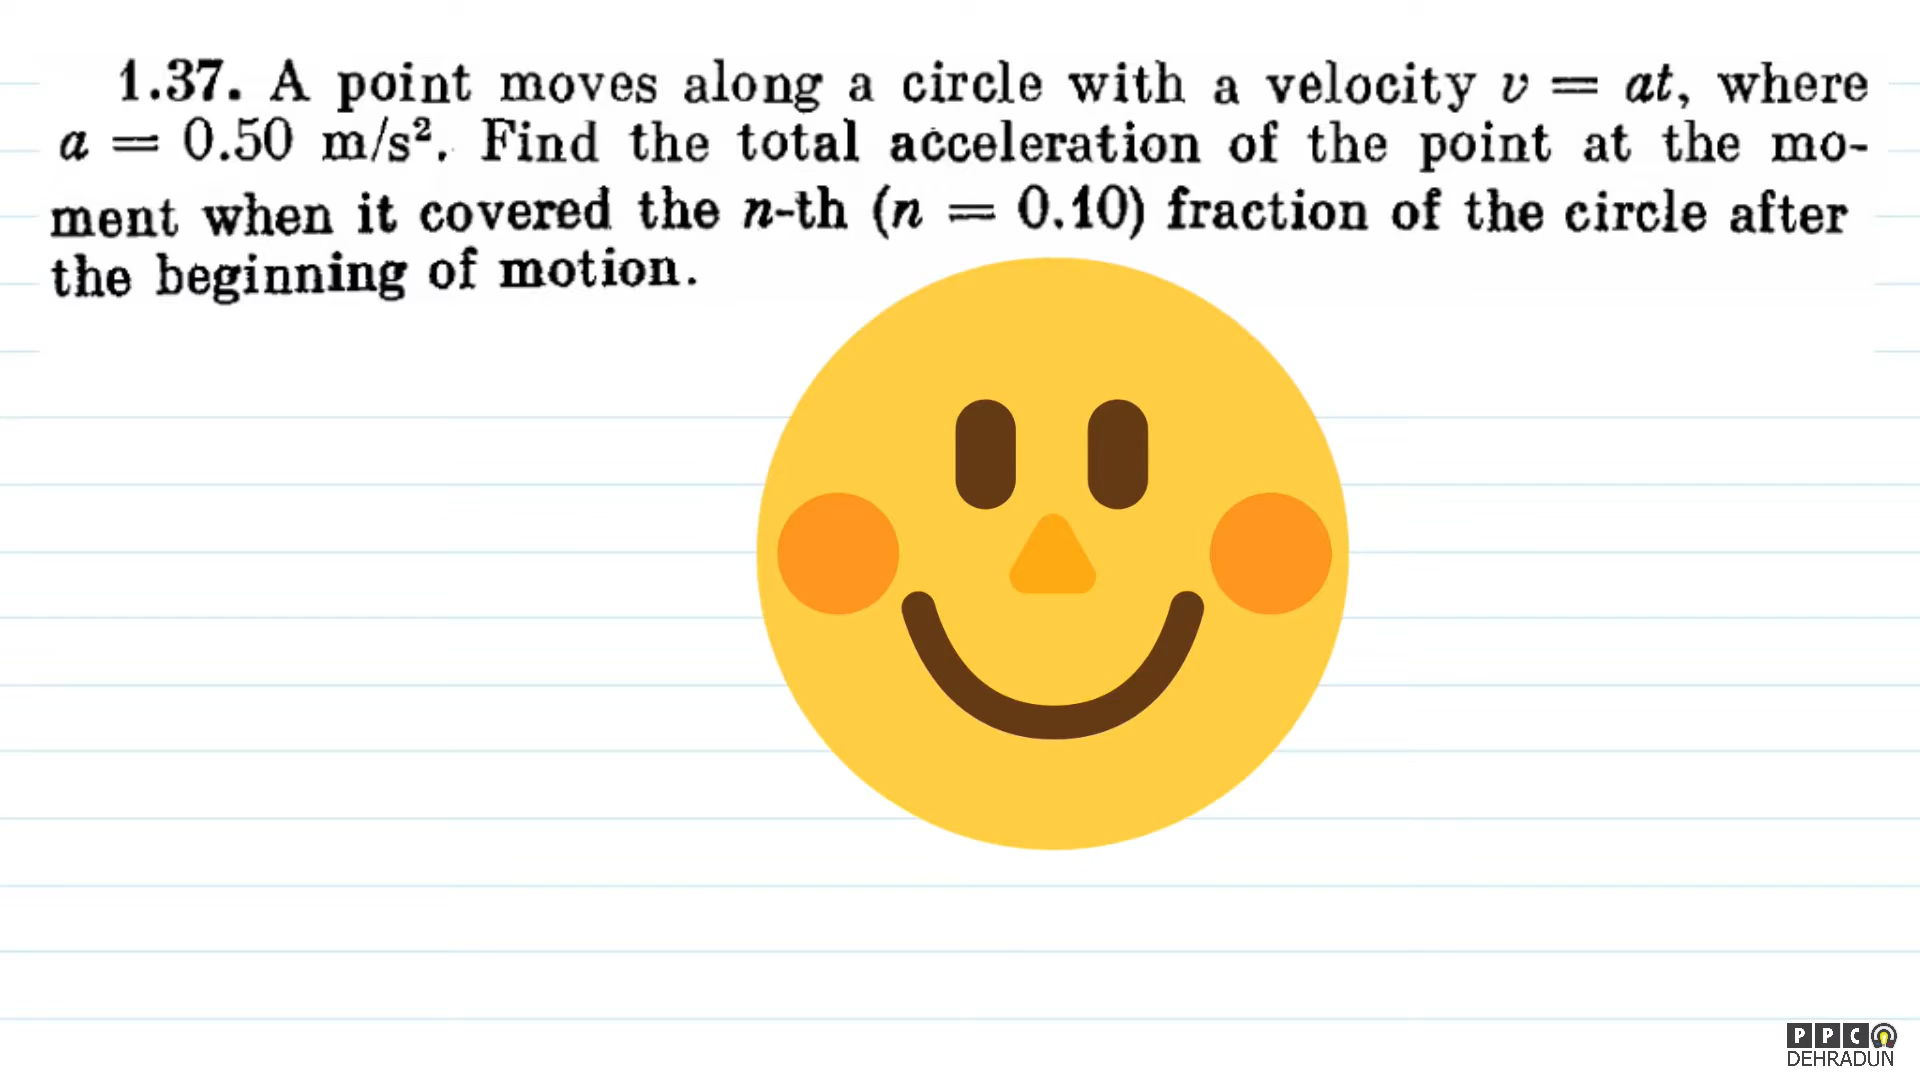 1.37. A point moves along a circle with a velocity v = at, where
a = 0.50 m/s². Find the total acceleration of the point at the mo-
ment when it covered the n-th (n = 0.10) fraction of the circle after
the beginning of motion.
PPC
DEHRADUN